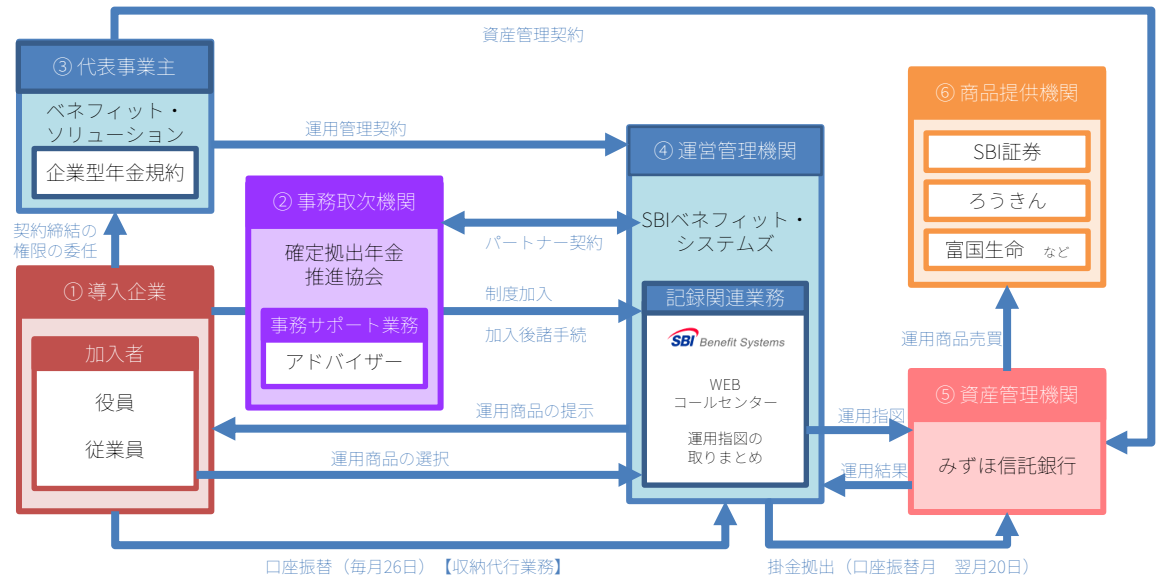 資産管理契約
③ 代表事業主
ベネフィット・
ソリューション
企業型年金規約
運用管理契約
契約締結の
権限の委任
① 導入企業
加入者
役員
従業員
② 事務取次機関
確定拠出年金
推進協会
事務サポート業務
アドバイザー
パートナー契約
制度加入
加入後諸手続
運用商品の提示
運用商品の選択
④ 運営管理機関
SBIベネフィット・
システムズ
記録関連業務
SBI Benefit Systems
WEB
コールセンター
運用指図の
取りまとめ
⑥ 商品提供機関
SBI証券
ろうきん
富国生命 など
運用商品売買
⑤ 資産管理機関
みずほ信託銀行
運用指図
運用結果
口座振替（毎月26日）【収納代行業務】
掛金拠出（口座振替月 翌月20日）